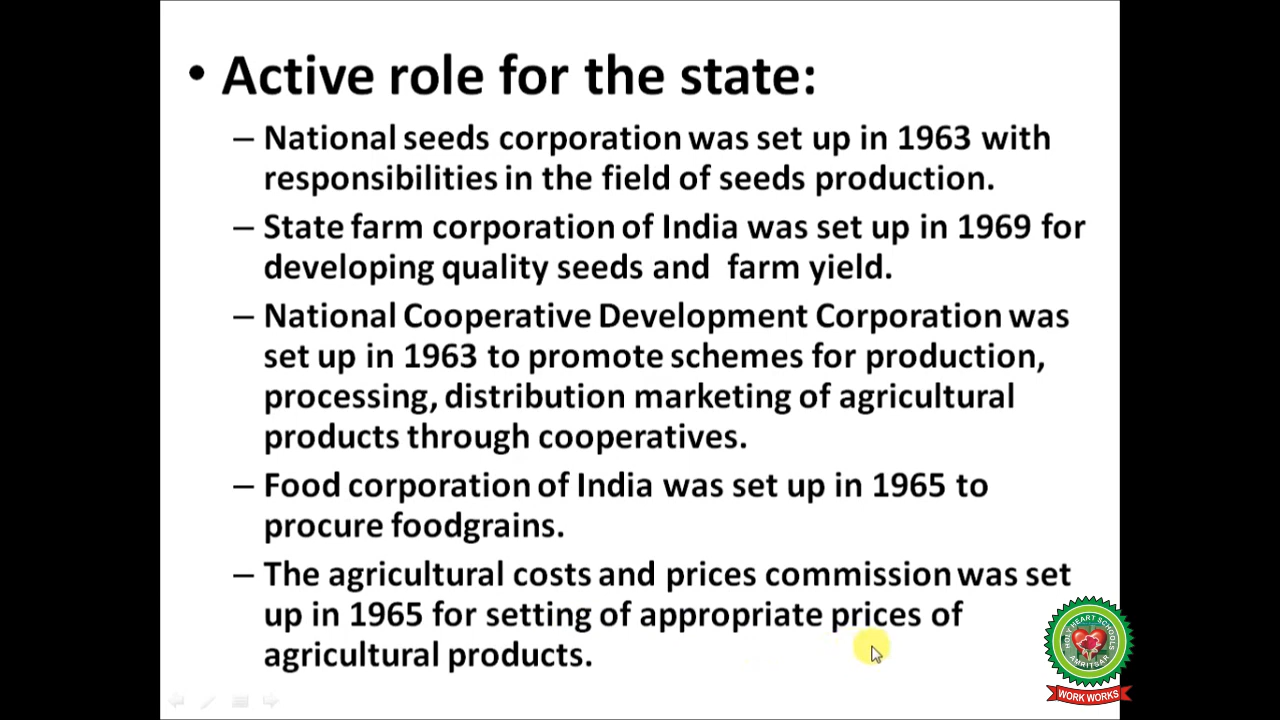 • Active role for the state:
– National seeds corporation was set up in 1963 with
responsibilities in the field of seeds production.
– State farm corporation of India was set up in 1969 for
developing quality seeds and farm yield.
– National Cooperative Development Corporation was
set up in 1963 to promote schemes for production,
processing, distribution marketing of agricultural
products through cooperatives.
– Food corporation of India was set up in 1965 to
procure foodgrains.
– The agricultural costs and prices commission was set
up in 1965 for setting of appropriate prices of
agricultural products.
HOLY HEART SCHOOLS
AMRITSAR
WORK WORKS